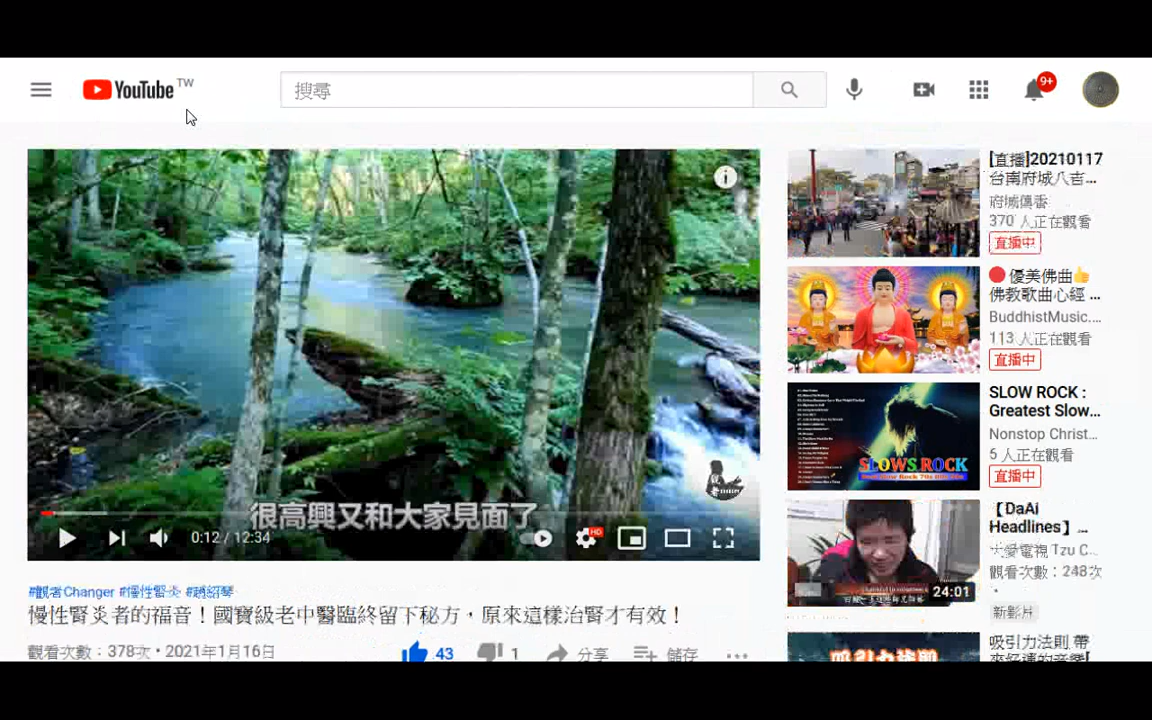 YouTube TW
搜尋
9+
很高興又和大家見面了
0:12 / 12:34
HD
#觀者Changer #慢性腎炎 #趙紹琴
慢性腎炎者的福音！國寶級老中醫臨終留下秘方，原來這樣治腎才有效！
觀看次數：378次 • 2021年1月16日
43
1
分享
儲存
[直播]20210117
台南府城八吉...
府城傳香
370 人正在觀看
直播中
優美佛曲
佛教歌曲心經 ...
BuddhistMusic...
113 人正在觀看
直播中
SLOWS ROCK
SLOW ROCK :
Greatest Slow...
Nonstop Christ...
5 人正在觀看
直播中
24:01
【DaAi
Headlines】...
大愛電視 Tzu C...
觀看次數：248次
新影片
吸引力法則
吸引力法則 帶